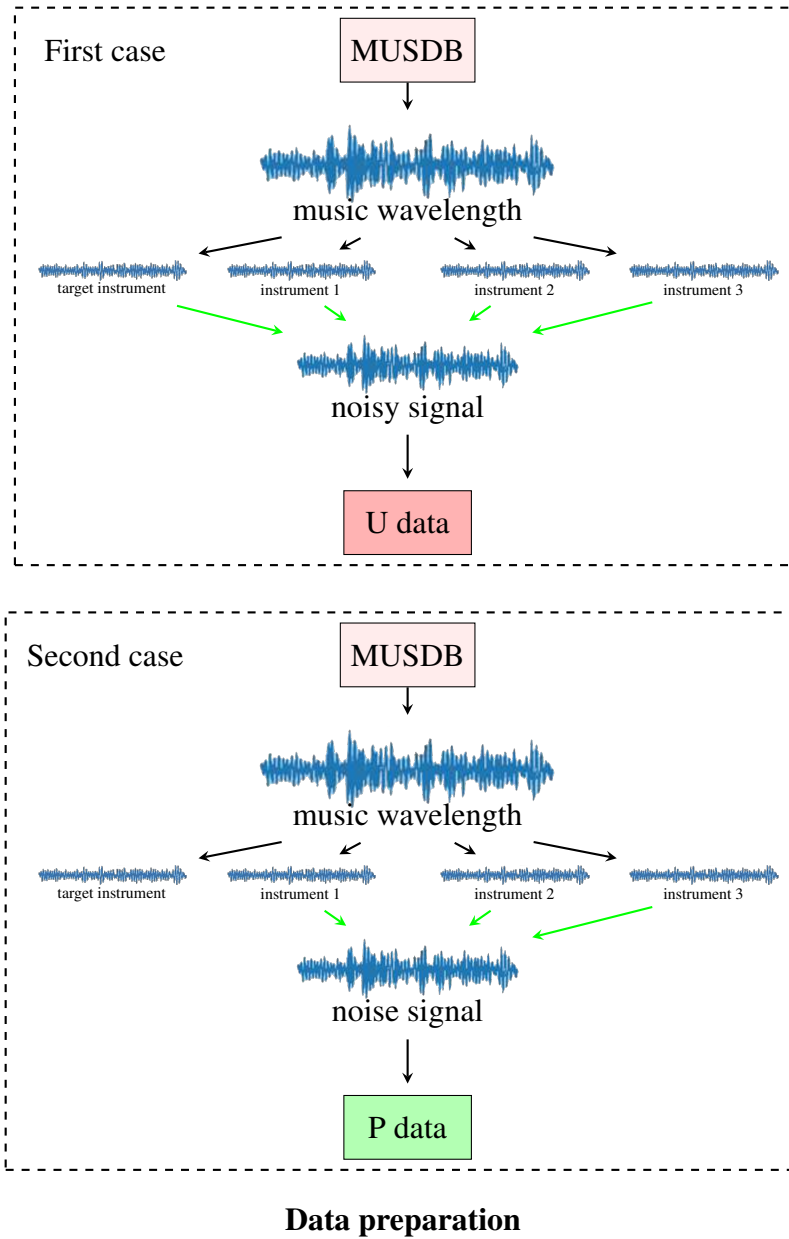 First case
MUSDB
music wavelength
target instrument
instrument 1
instrument 2
instrument 3
noisy signal
U data
Second case
MUSDB
music wavelength
target instrument
instrument 1
instrument 2
instrument 3
noise signal
P data
Data preparation